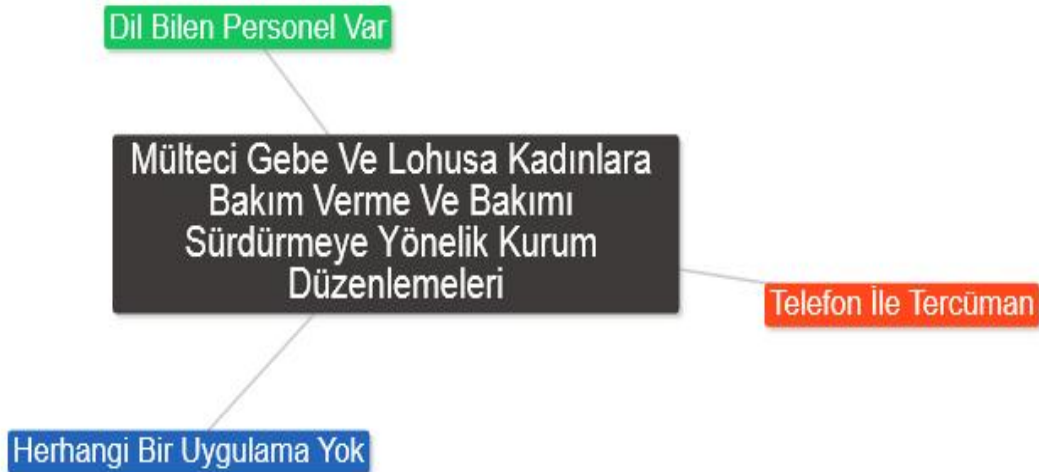 Dil Bilen Personel Var
Mülteci Gebe Ve Lohusa Kadınlara
Bakım Verme Ve Bakımı
Sürdürmeye Yönelik Kurum
Düzenlemeleri
Telefon İle Tercüman
Herhangi Bir Uygulama Yok